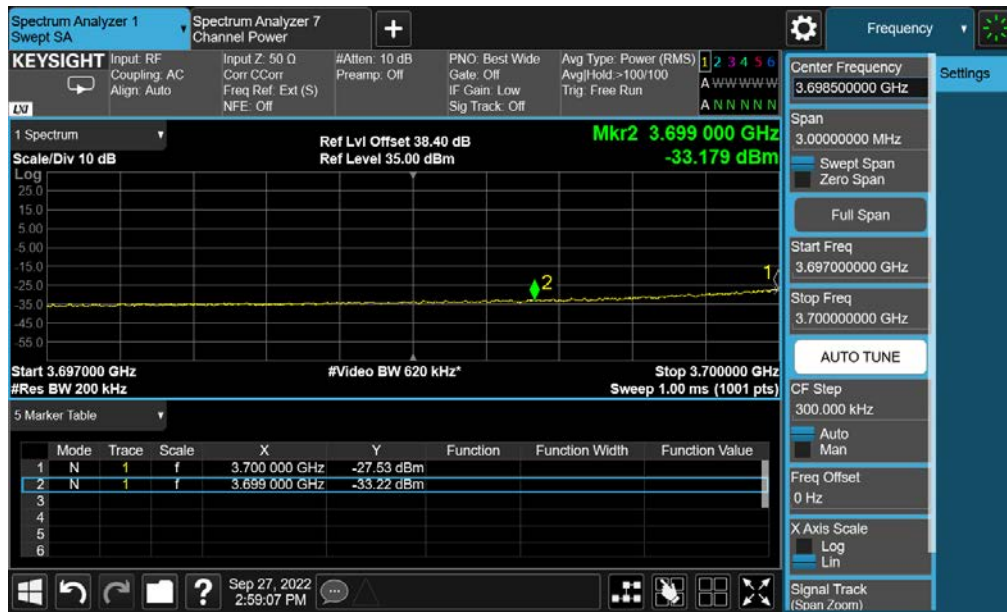 Spectrum Analyzer 1
Swept SA
Spectrum Analyzer 7
Channel Power
+
Frequency
KEYSIGHT
LXI
Input: RF
Coupling: AC
Align: Auto
Input Z: 50 Ω
Corr CCorr
Freq Ref: Ext (S)
NFE: Off
#Atten: 10 dB
Preamp: Off
PNO: Best Wide
Gate: Off
IF Gain: Low
Sig Track: Off
Avg Type: Power (RMS)
Avg|Hold:>100/100
Trig: Free Run
1 2 3 4 5 6
A W W W W W
A N N N N N
1 Spectrum
Scale/Div 10 dB
Ref Lvl Offset 38.40 dB
Ref Level 35.00 dBm
Mkr2 3.699 000 GHz
-33.179 dBm
Log
25.0
15.0
5.00
-5.00
-15.0
-25.0
-35.0
-45.0
-55.0
2
1
Start 3.697000 GHz
#Res BW 200 kHz
#Video BW 620 kHz*
Stop 3.700000 GHz
Sweep 1.00 ms (1001 pts)
5 Marker Table
Mode Trace Scale X Y Function Function Width Function Value
1 N 1 f 3.700 000 GHz -27.53 dBm
2 N 1 f 3.699 000 GHz -33.22 dBm
3
4
5
6
Center Frequency
3.698500000 GHz
Settings
Span
3.00000000 MHz
Swept Span
Zero Span
Full Span
Start Freq
3.697000000 GHz
Stop Freq
3.700000000 GHz
AUTO TUNE
CF Step
300.000 kHz
Auto
Man
Freq Offset
0 Hz
X Axis Scale
Log
Lin
Signal Track
(Span Zoom)
?
Sep 27, 2022
2:59:07 PM